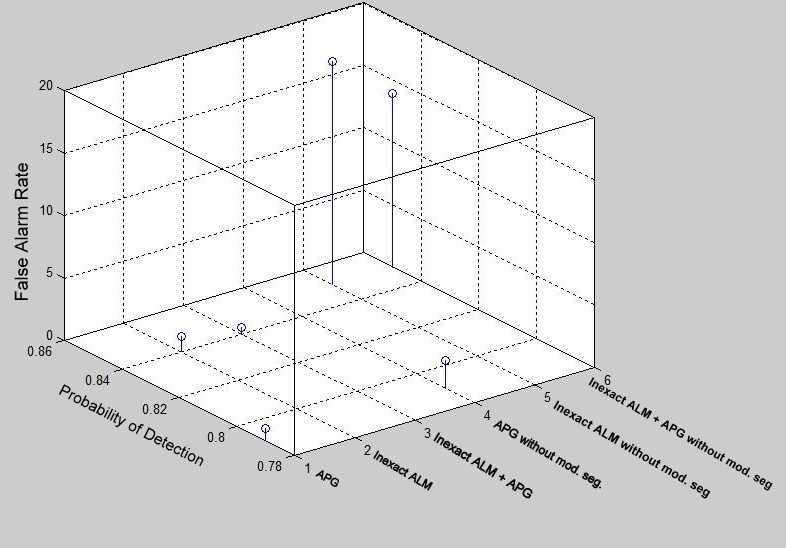 20
15
10
5
0
False Alarm Rate
0.86
0.84
0.82
0.8
0.78
Probability of Detection
1 APG
2 Inexact ALM
3 Inexact ALM + APG
4 APG without mod. seg.
5 Inexact ALM without mod. seg
6 Inexact ALM + APG without mod. seg